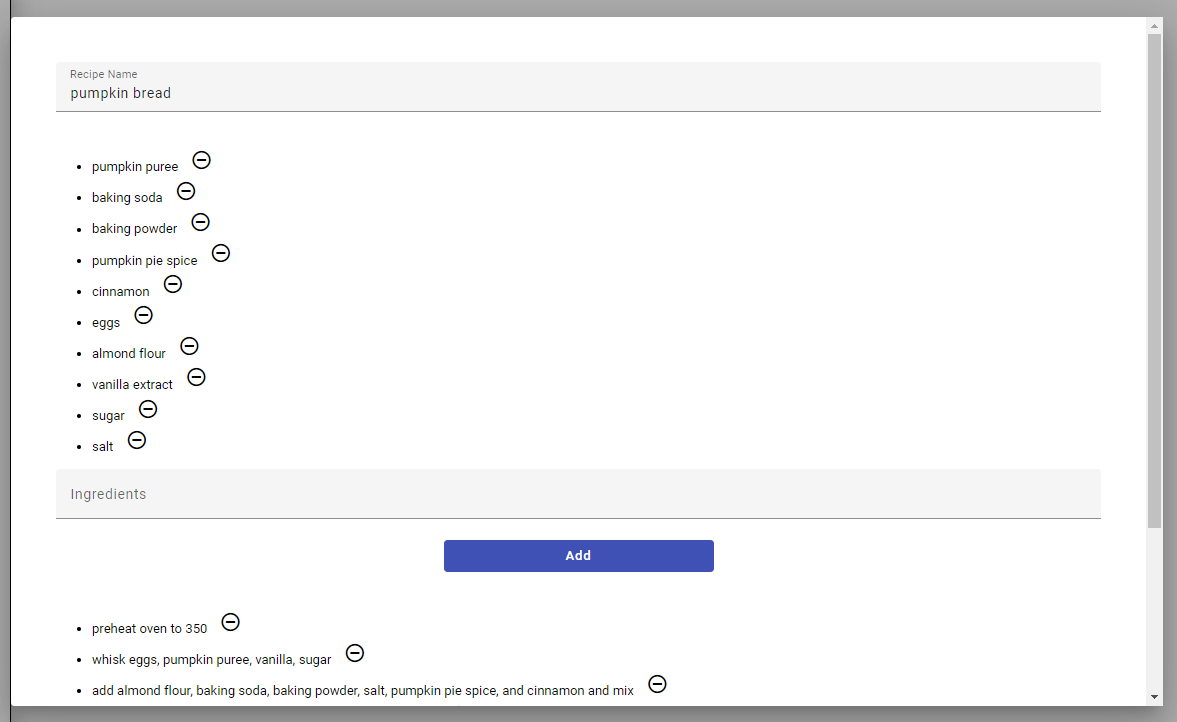 Recipe Name
pumpkin bread
pumpkin puree
baking soda
baking powder
pumpkin pie spice
cinnamon
eggs
almond flour
vanilla extract
sugar
salt
Ingredients
Add
preheat oven to 350
whisk eggs, pumpkin puree, vanilla, sugar
add almond flour, baking soda, baking powder, salt, pumpkin pie spice, and cinnamon and mix